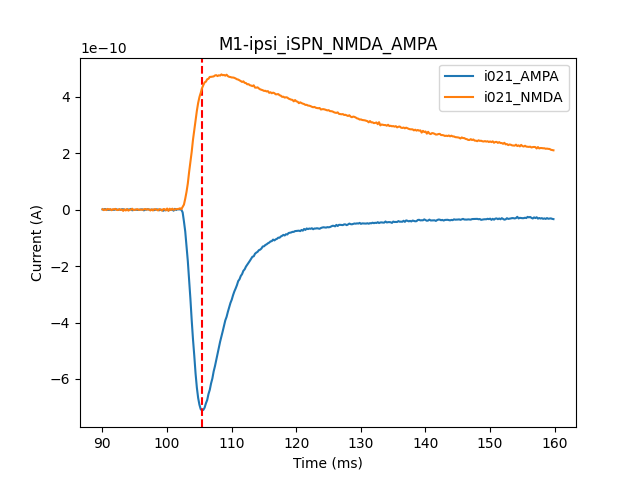 M1-ipsi_iSPN_NMDA_AMPA
1e−10
i021_AMPA
i021_NMDA
Current (A)
4
2
0
−2
−4
−6
90 100 110 120 130 140 150 160
Time (ms)